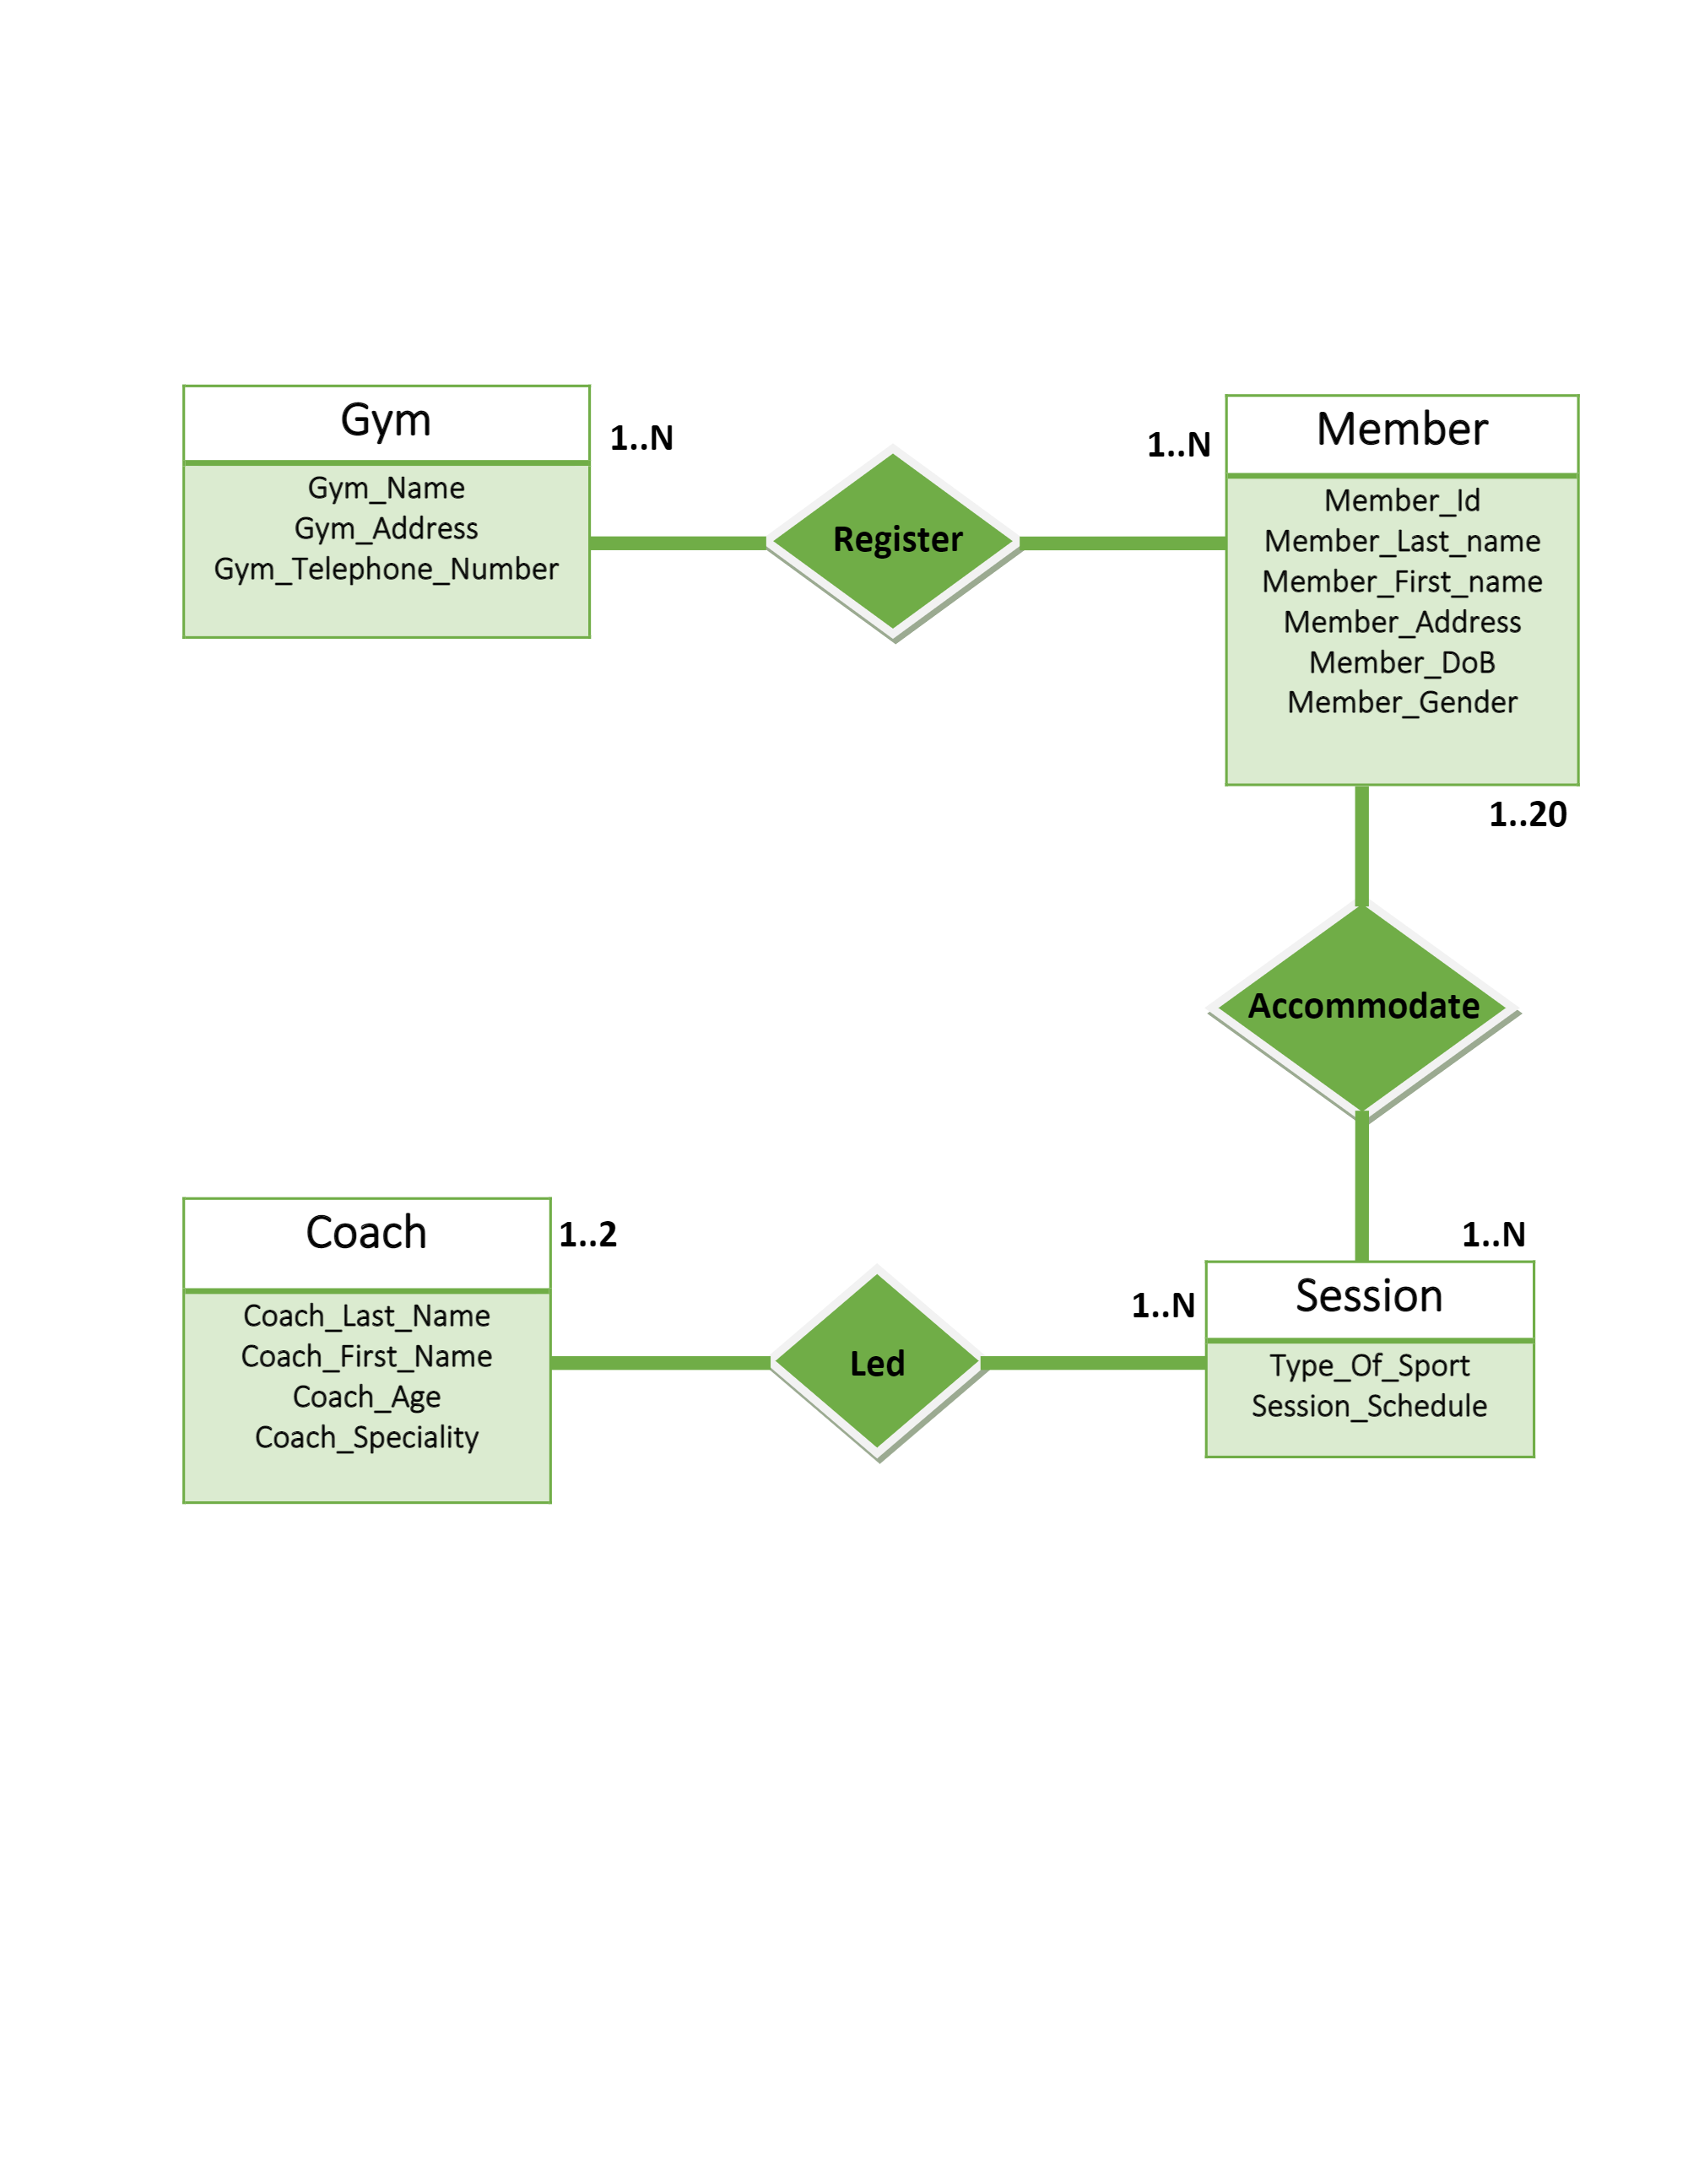 Gym
Gym_Name
Gym_Address
Gym_Telephone_Number
1..N
Register
1..N
Member
Member_Id
Member_Last_name
Member_First_name
Member_Address
Member_DoB
Member_Gender
1..20
Accommodate
1..N
Coach
Coach_Last_Name
Coach_First_Name
Coach_Age
Coach_Speciality
1..2
Led
1..N
Session
Type_Of_Sport
Session_Schedule